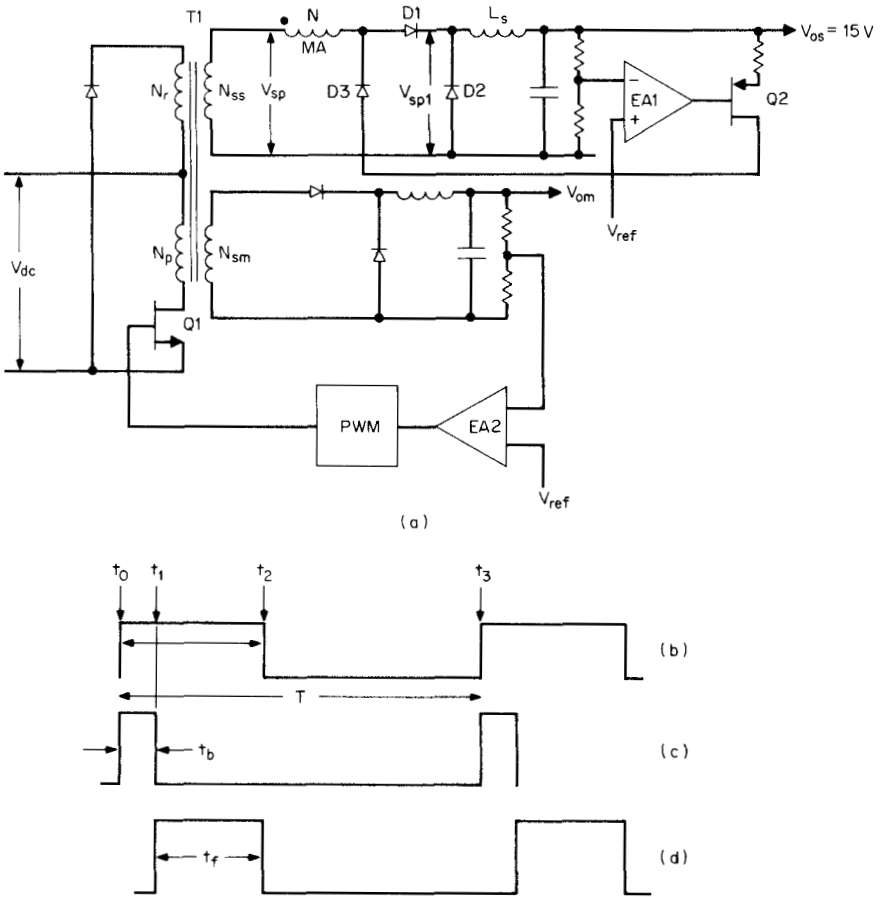 T1
N
MA
D1
Ls
Vos = 15 V
Nr
Nss
Vsp
D3
Vsp1
D2
−
EA1
+
Q2
Vref
Vdc
Np
Nsm
Vom
Q1
PWM
EA2
Vref
(a)
t0 t1 t2 t3
(b)
T
tb
(c)
tf
(d)